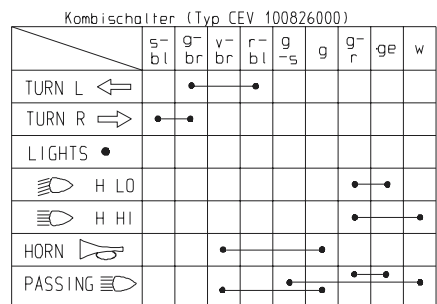 Kombischalter (Typ CEV 100826000)
s-bl g-br v-br r-bl g-s g g-r ge w
TURN L
TURN R
LIGHTS
H LO
H HI
HORN
PASSING